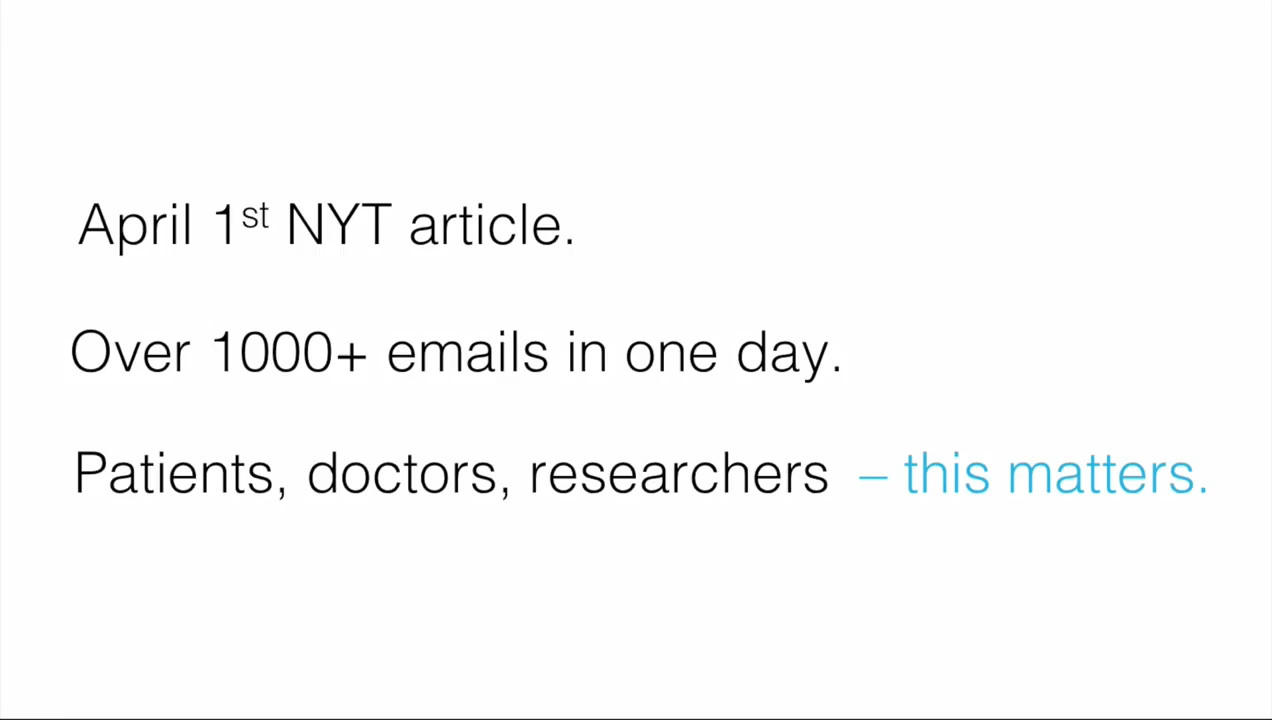 April 1st NYT article.
Over 1000+ emails in one day.
Patients, doctors, researchers – this matters.